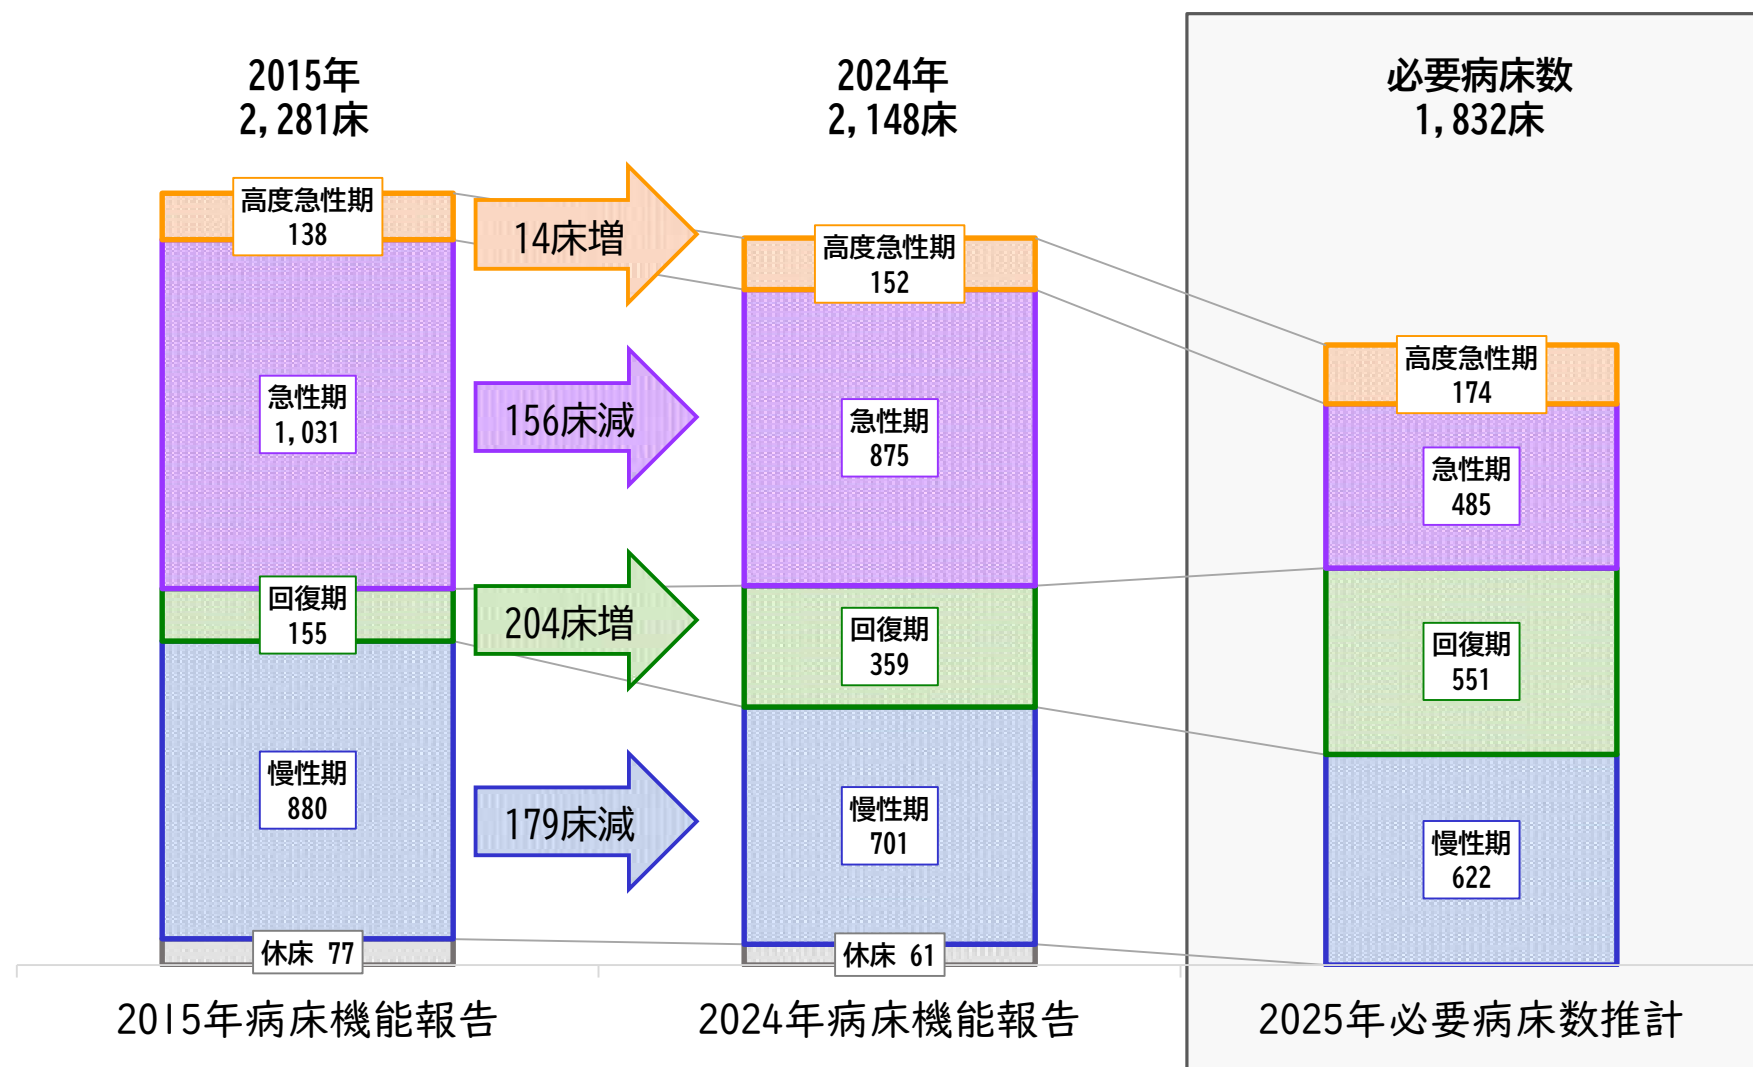 2015年
2,281床
2024年
2,148床
必要病床数
1,832床
高度急性期
138
14床増
高度急性期
152
高度急性期
174
急性期
1,031
156床減
急性期
875
急性期
485
回復期
155
204床増
回復期
359
回復期
551
慢性期
880
179床減
慢性期
701
慢性期
622
休床 77
休床 61
2015年病床機能報告
2024年病床機能報告
2025年必要病床数推計